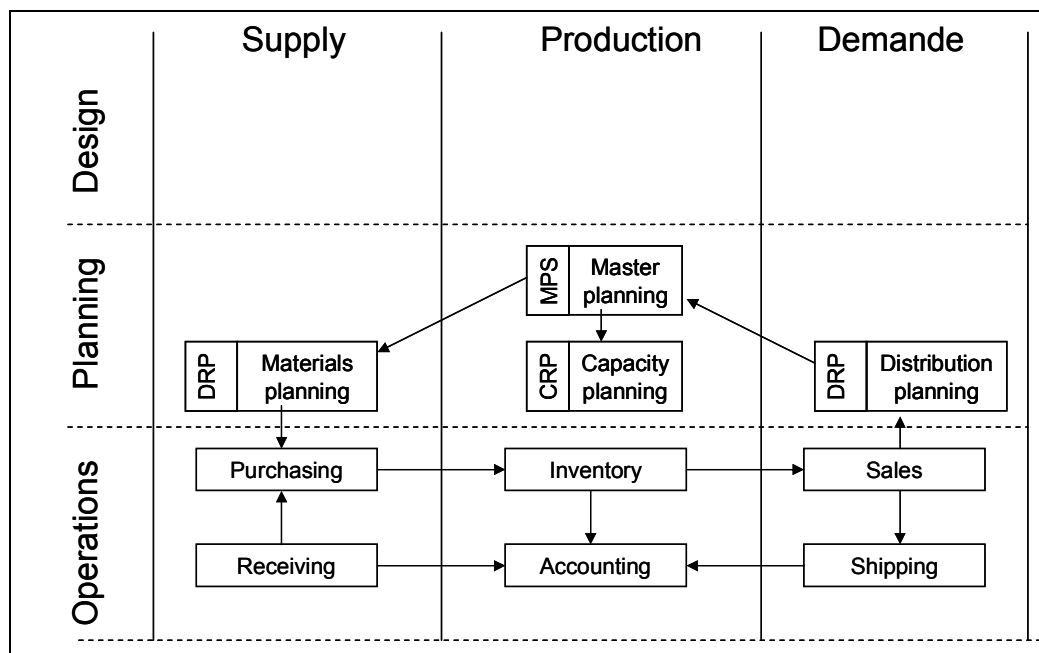 Supply
Production
Demande
Design
Planning
MPS
Master
planning
DRP
Materials
planning
CRP
Capacity
planning
DRP
Distribution
planning
Operations
Purchasing
Inventory
Sales
Receiving
Accounting
Shipping